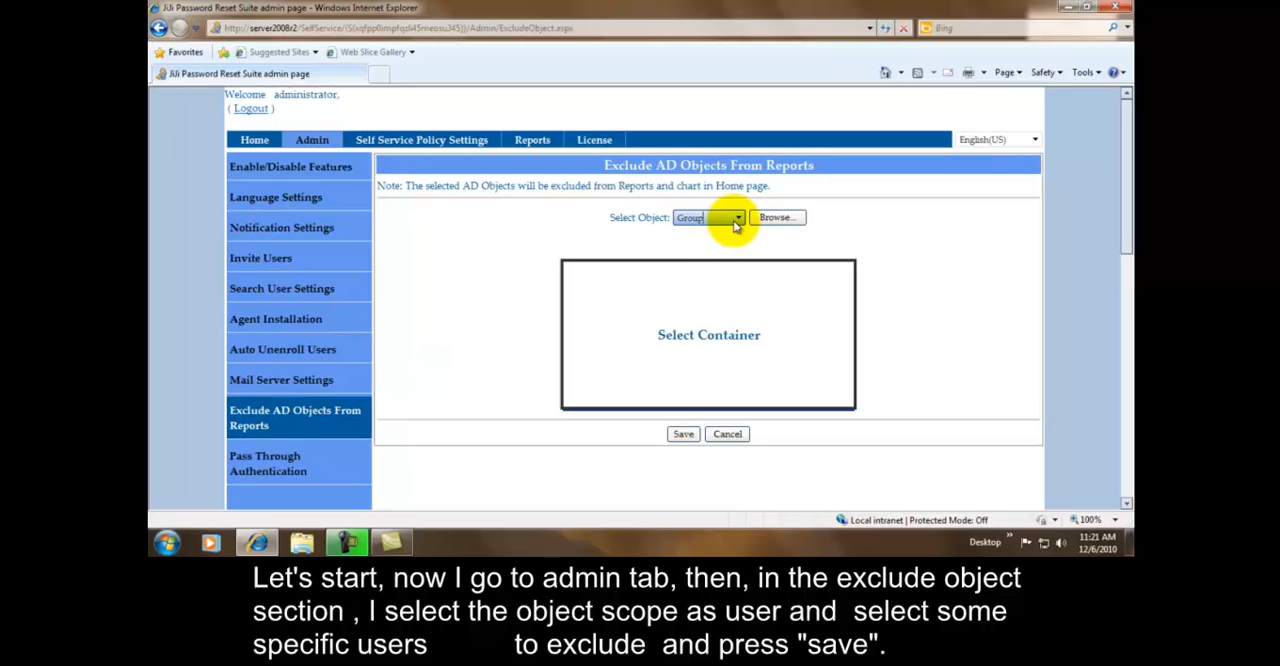 JiJi Password Reset Suite admin page - Windows Internet Explorer
Bing
Favorites Suggested Sites Web Slice Gallery
JiJi Password Reset Suite admin page Page Safety Tools
Welcome administrator,
( Logout )
Home Admin Self Service Policy Settings Reports License English(US)
Enable/Disable Features
Language Settings
Notification Settings
Invite Users
Search User Settings
Agent Installation
Auto Unenroll Users
Mail Server Settings
Exclude AD Objects From
Reports
Pass Through
Authentication
Exclude AD Objects From Reports
Note: The selected AD Objects will be excluded from Reports and chart in Home page.
Select Object: Group Browse...
Select Container
Save Cancel
Local intranet | Protected Mode: Off 100%
Desktop 11:21 AM
12/6/2010
Let's start, now I go to admin tab, then, in the exclude object
section , I select the object scope as user and select some
specific users to exclude and press "save".